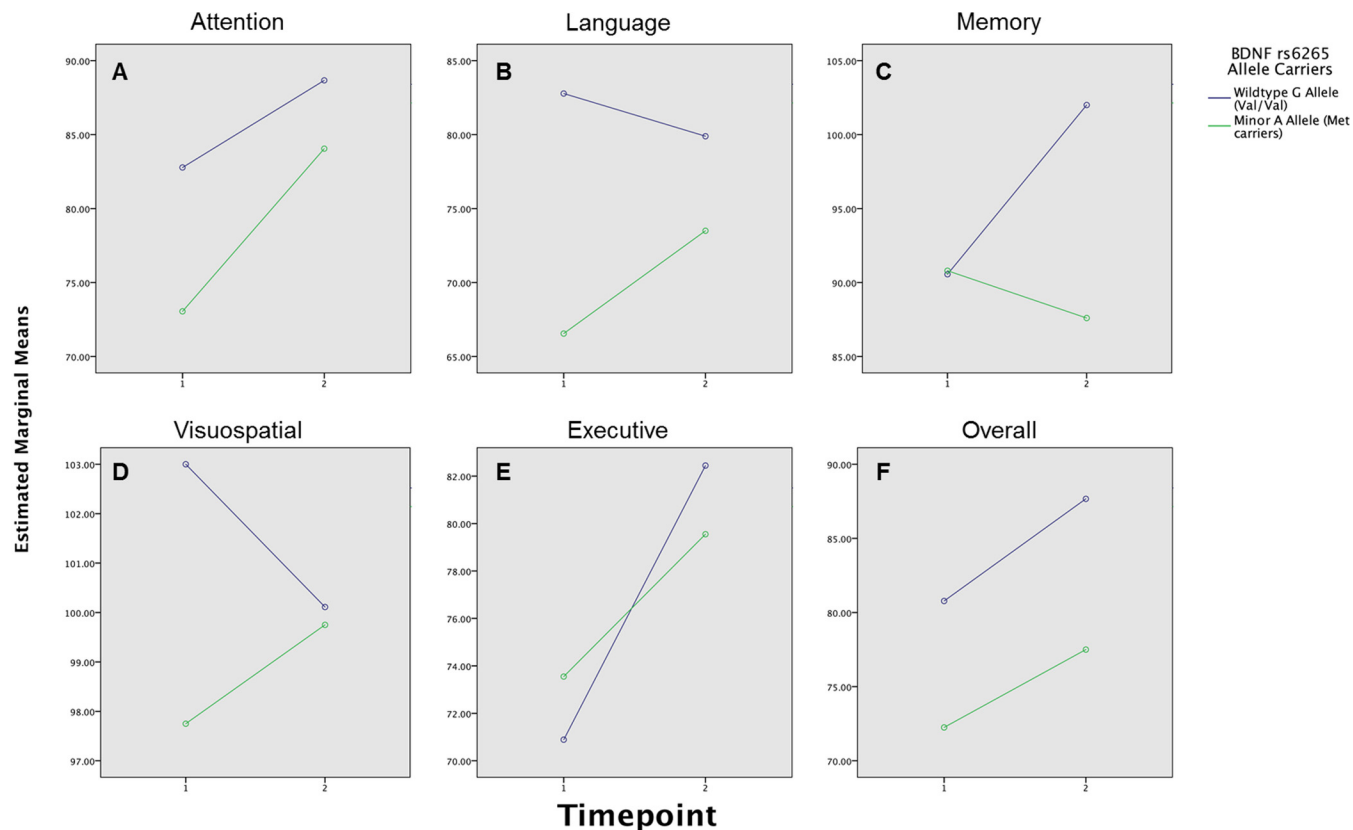 Attention
Language
Memory
BDNF rs6265
Allele Carriers
Wildtype G Allele
(Val/Val)
Minor A Allele (Met
carriers)
A
90.00
85.00
80.00
75.00
70.00
1
2
B
85.00
80.00
75.00
70.00
65.00
1
2
C
105.00
100.00
95.00
90.00
85.00
1
2
Estimated Marginal Means
Visuospatial
Executive
Overall
D
103.00
102.00
101.00
100.00
99.00
98.00
97.00
1
2
E
82.00
80.00
78.00
76.00
74.00
72.00
70.00
1
2
F
90.00
85.00
80.00
75.00
70.00
1
2
Timepoint